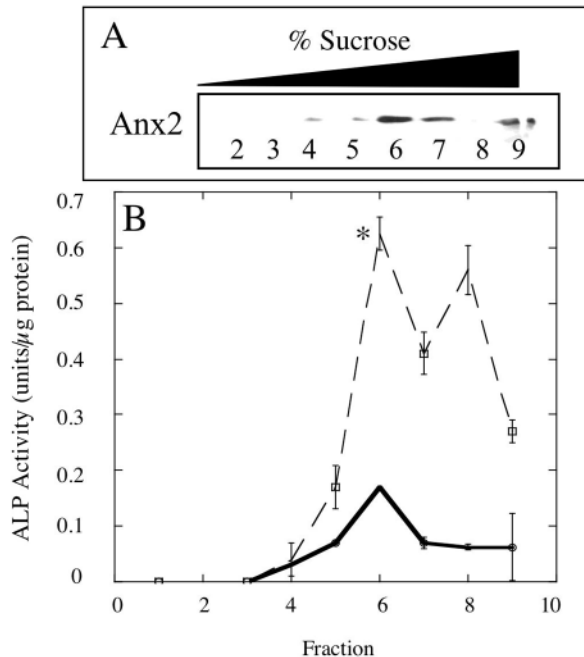 A
% Sucrose
Anx2
2 3 4 5 6 7 8 9
B
ALP Activity (units/µg protein)
0.7
0.6
0.5
0.4
0.3
0.2
0.1
0
*
0 2 4 6 8 10
Fraction